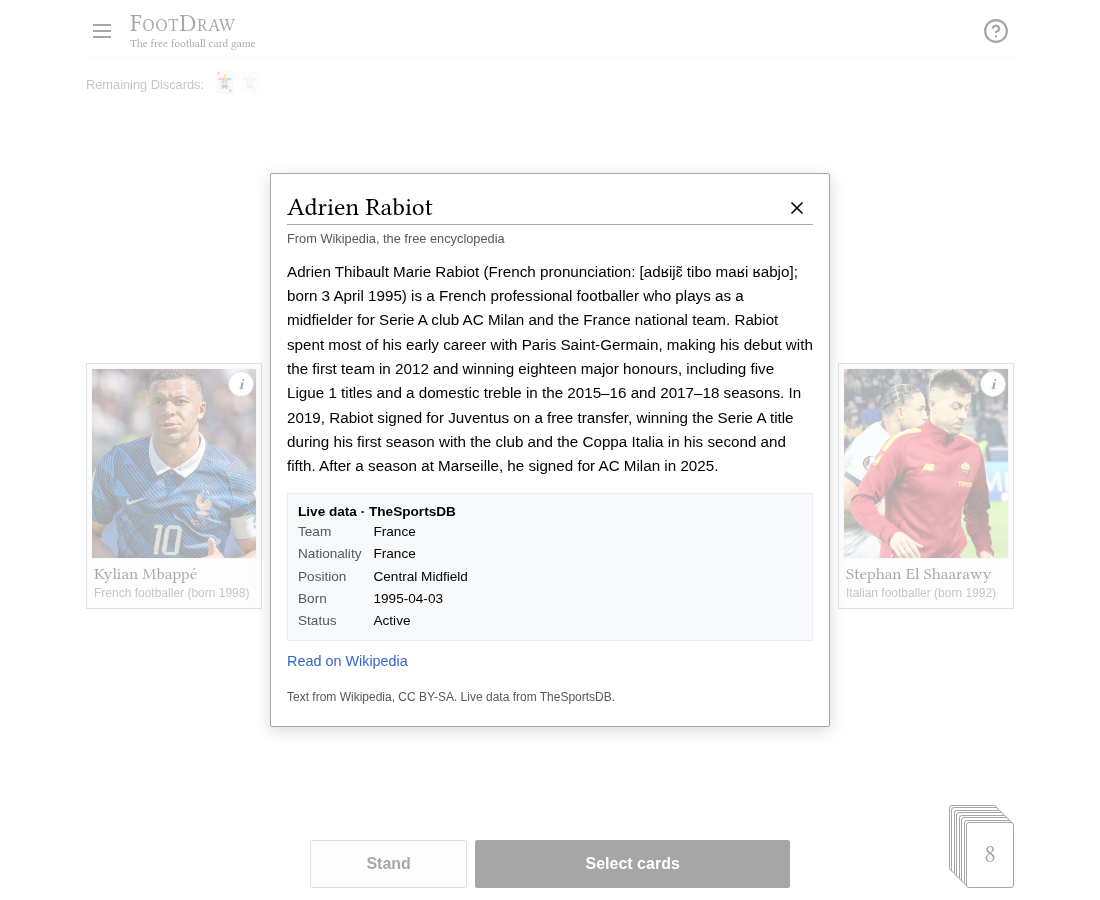 FootDraw
The free football card game
Remaining Discards:
Adrien Rabiot
From Wikipedia, the free encyclopedia
Adrien Thibault Marie Rabiot (French pronunciation: [adʁijɛ̃ tibo maʁi ʁabjo];
born 3 April 1995) is a French professional footballer who plays as a
midfielder for Serie A club AC Milan and the France national team. Rabiot
spent most of his early career with Paris Saint-Germain, making his debut with
the first team in 2012 and winning eighteen major honours, including five
Ligue 1 titles and a domestic treble in the 2015–16 and 2017–18 seasons. In
2019, Rabiot signed for Juventus on a free transfer, winning the Serie A title
during his first season with the club and the Coppa Italia in his second and
fifth. After a season at Marseille, he signed for AC Milan in 2025.
Live data · TheSportsDB
Team France
Nationality France
Position Central Midfield
Born 1995-04-03
Status Active
Read on Wikipedia
Text from Wikipedia, CC BY-SA. Live data from TheSportsDB.
i
10
Kylian Mbappé
French footballer (born 1998)
i
Stephan El Shaarawy
Italian footballer (born 1992)
Stand
Select cards
8